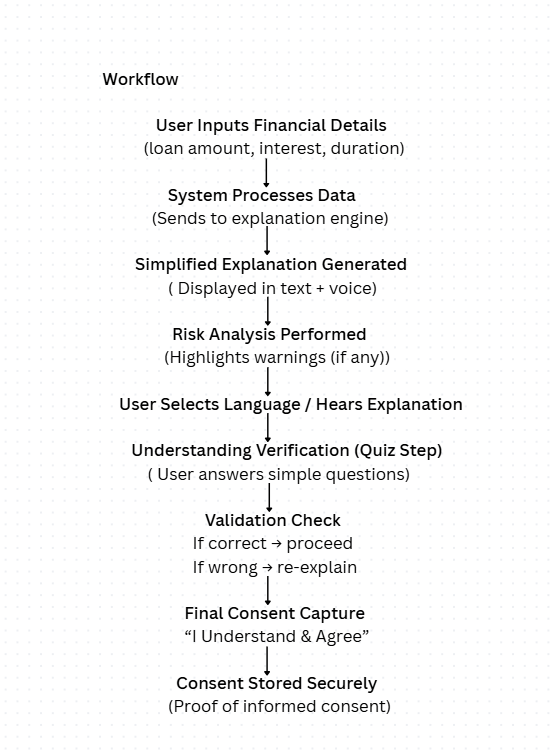 Workflow
User Inputs Financial Details
(loan amount, interest, duration)
System Processes Data
(Sends to explanation engine)
Simplified Explanation Generated
( Displayed in text + voice)
Risk Analysis Performed
(Highlights warnings (if any))
User Selects Language / Hears Explanation
Understanding Verification (Quiz Step)
( User answers simple questions)
Validation Check
If correct → proceed
If wrong → re-explain
Final Consent Capture
“I Understand & Agree”
Consent Stored Securely
(Proof of informed consent)